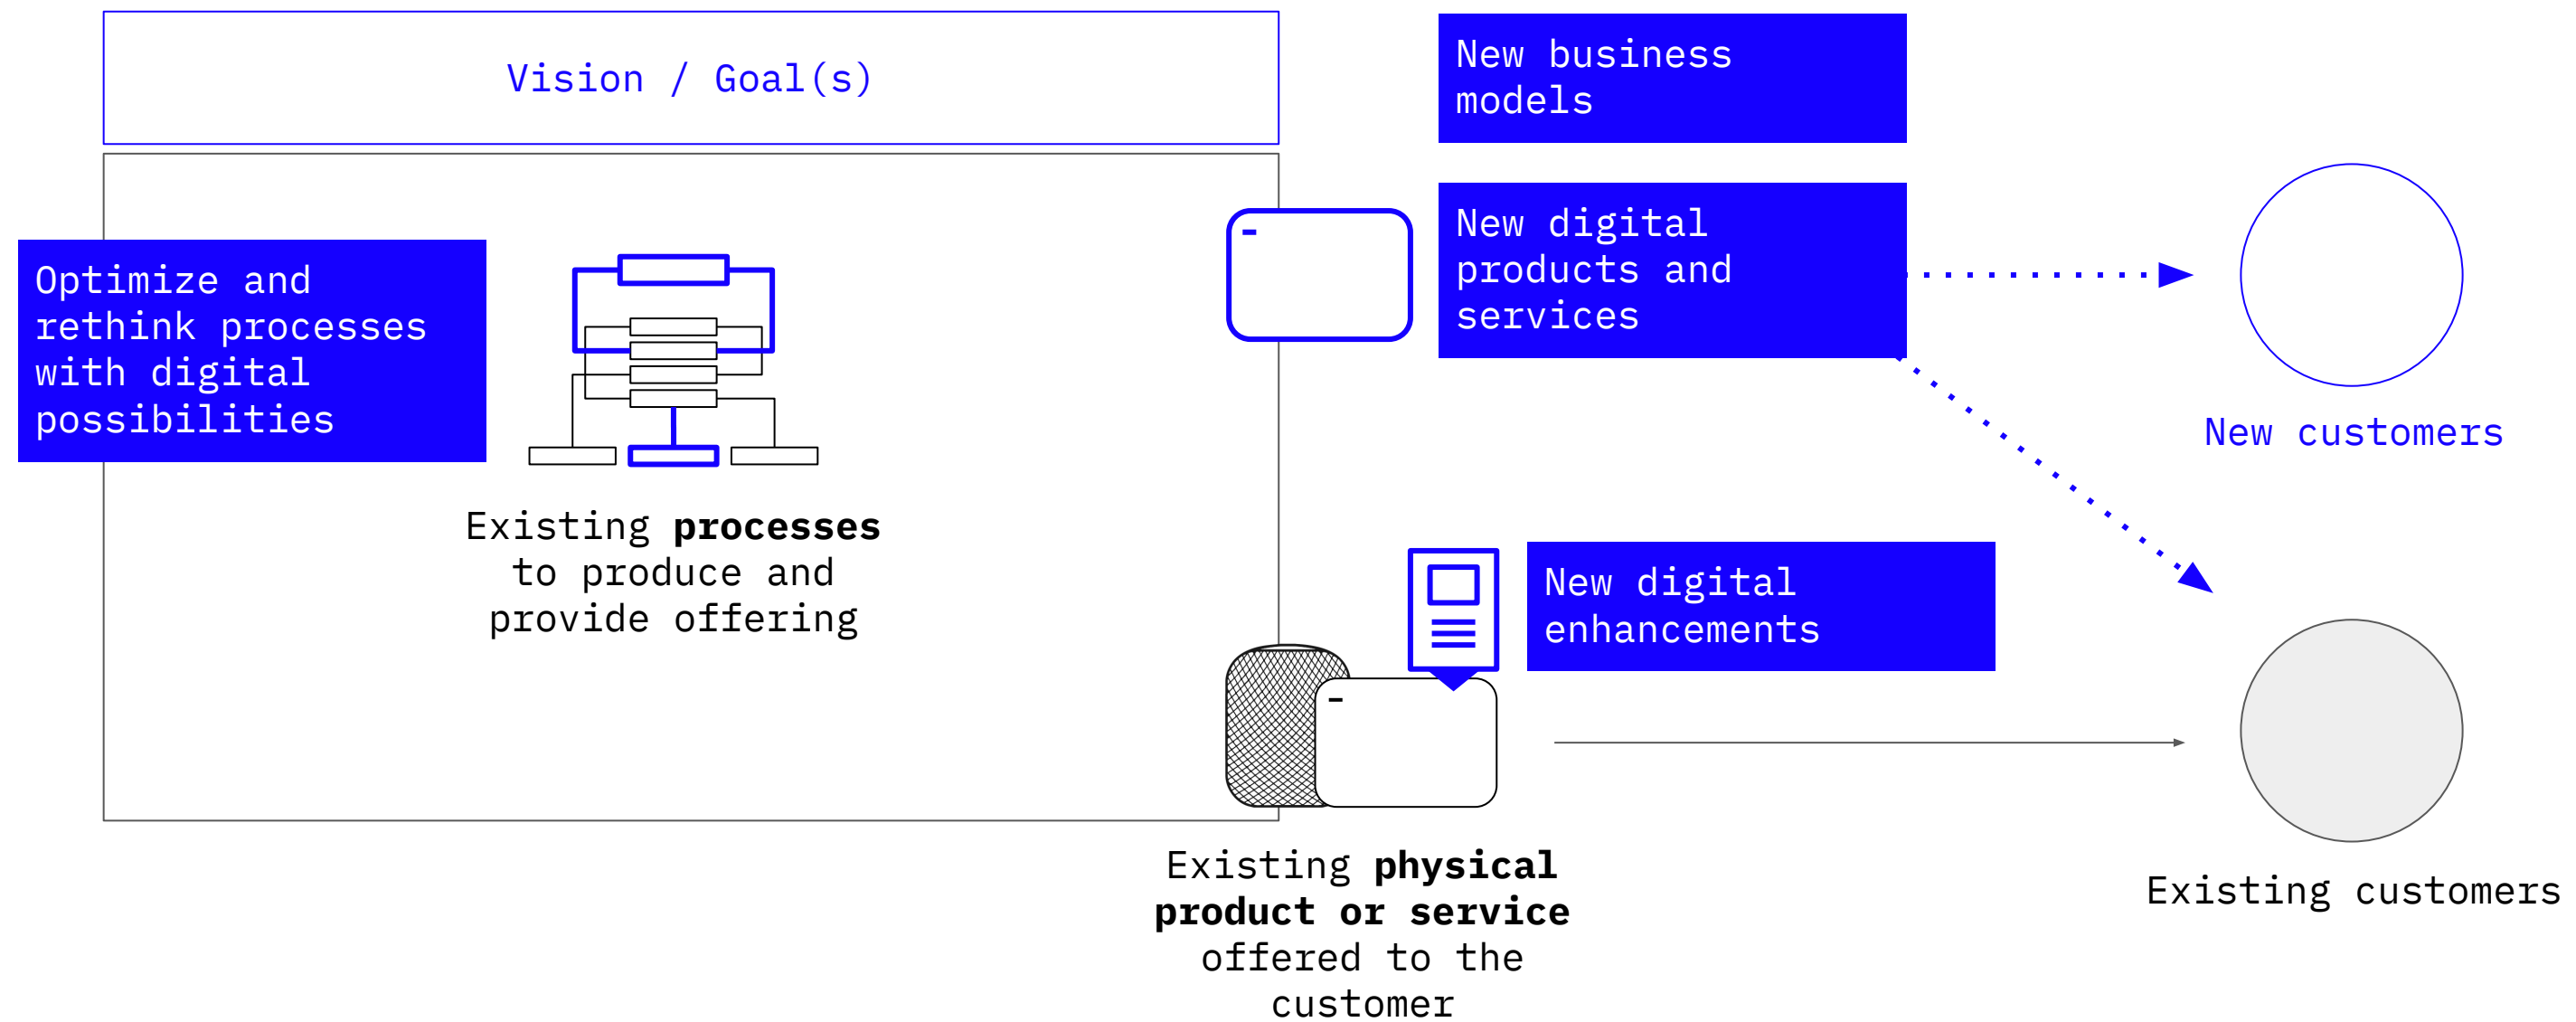 Vision / Goal(s)
New business
models
New digital
products and
services
Optimize and
rethink processes
with digital
possibilities
New customers
Existing processes
to produce and
provide offering
New digital
enhancements
Existing physical
product or service
offered to the
customer
Existing customers